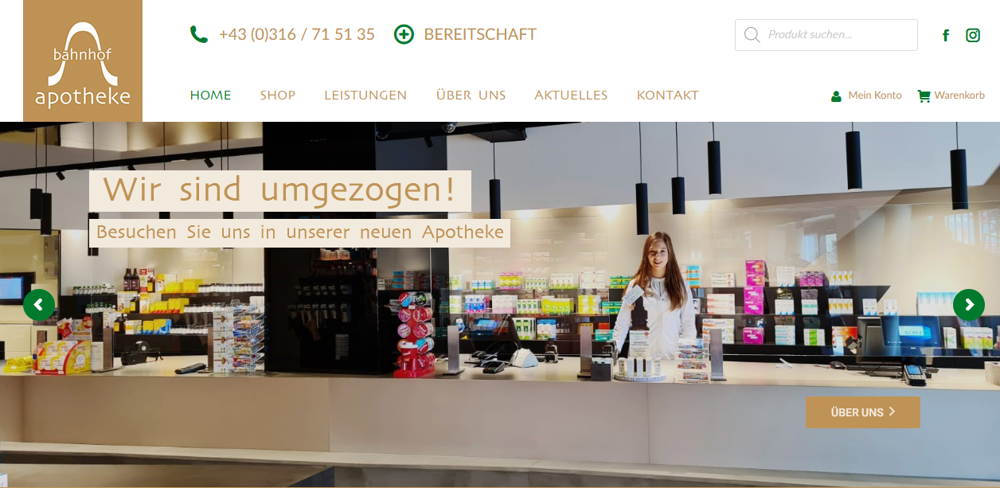 bahnhof
apotheke
+43 (0)316 / 71 51 35
BEREITSCHAFT
Produkt suchen...
HOME SHOP LEISTUNGEN ÜBER UNS AKTUELLES KONTAKT
Mein Konto Warenkorb
Wir sind umgezogen!
Besuchen Sie uns in unserer neuen Apotheke
ÜBER UNS